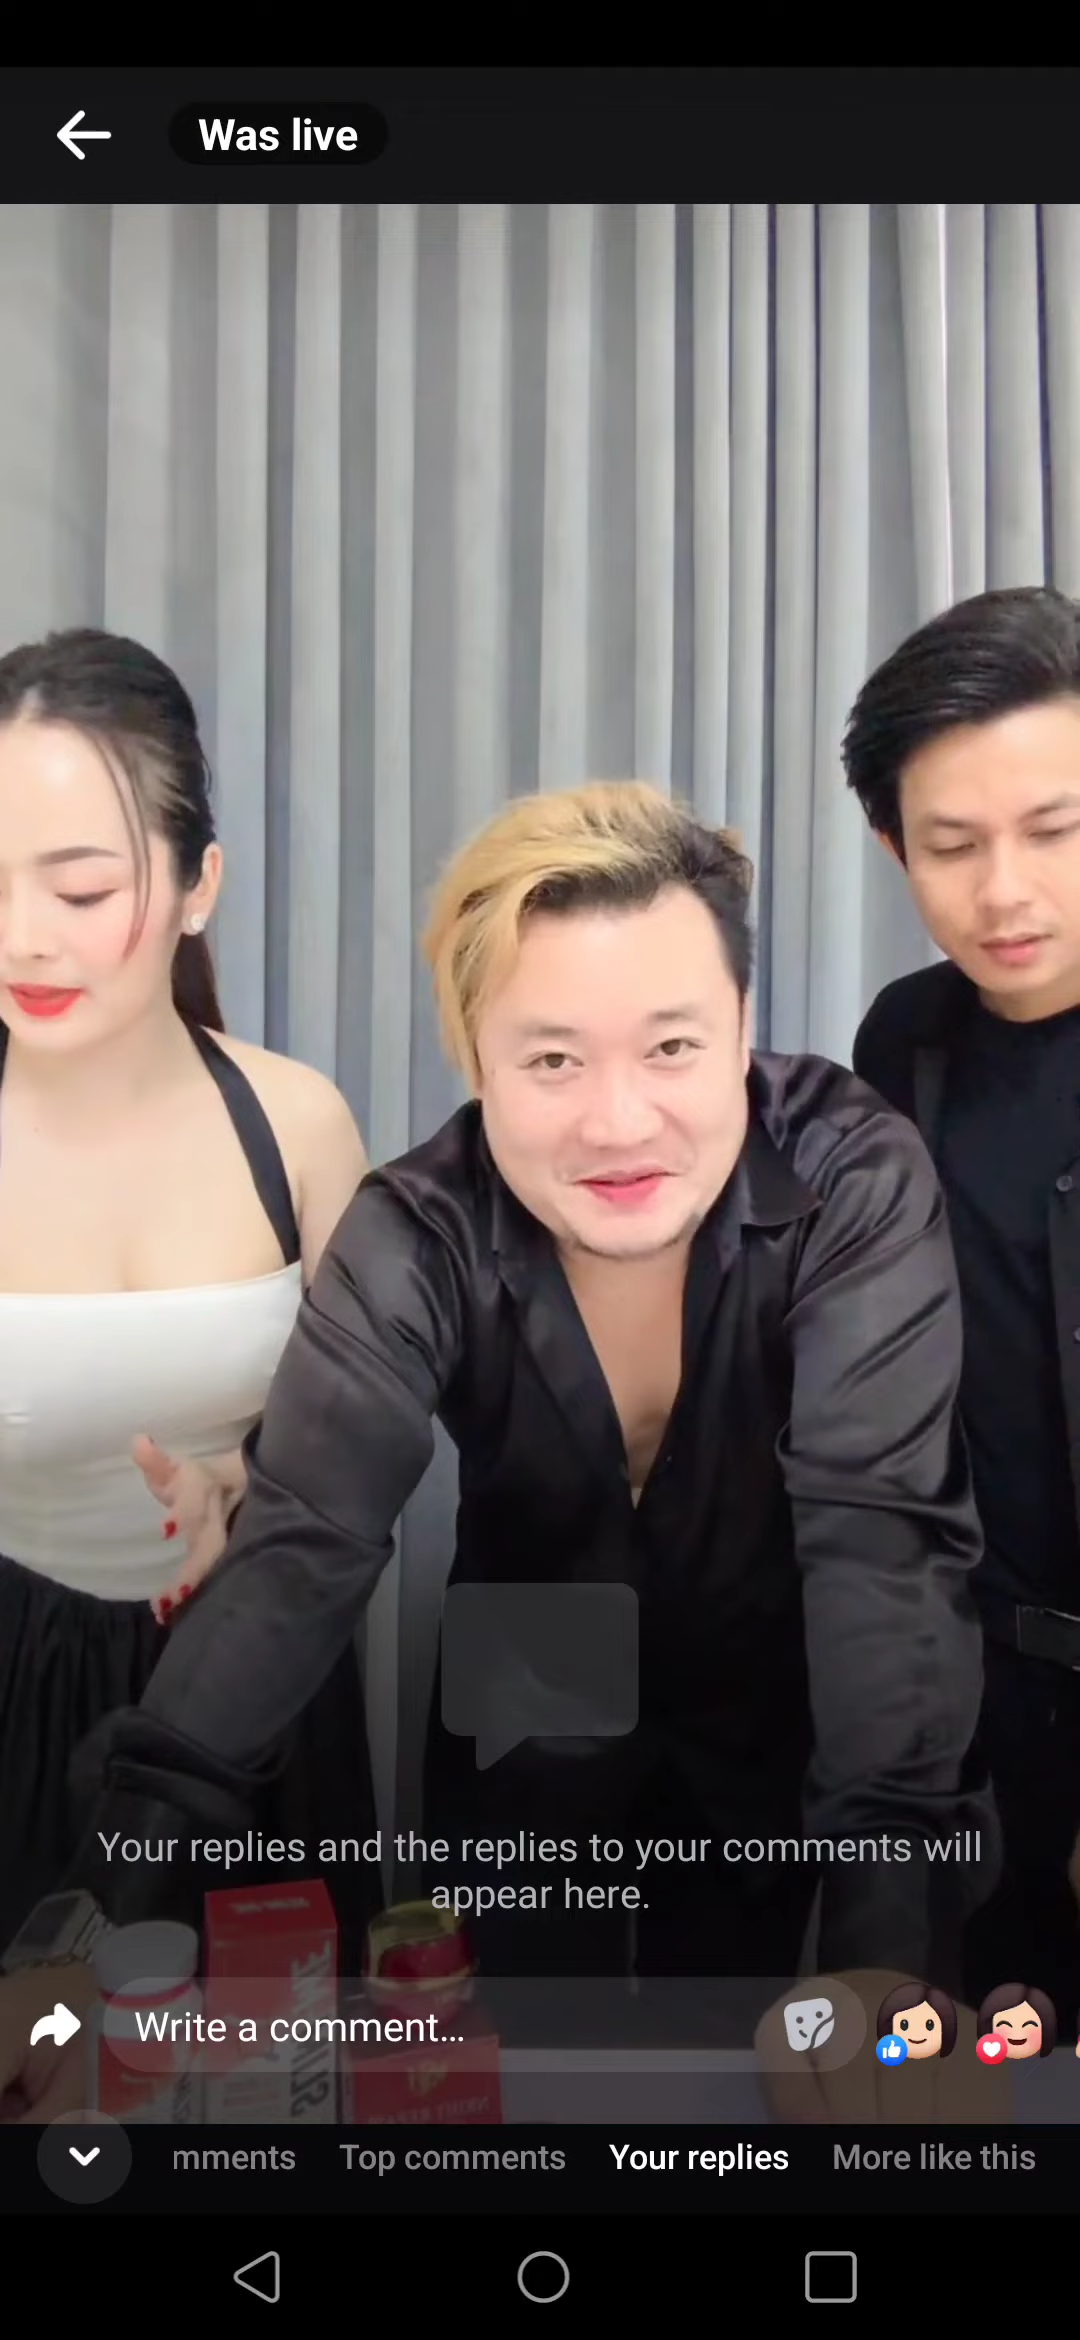 Was live
Your replies and the replies to your comments will
appear here.
Write a comment...
mments
Top comments
Your replies
More like this